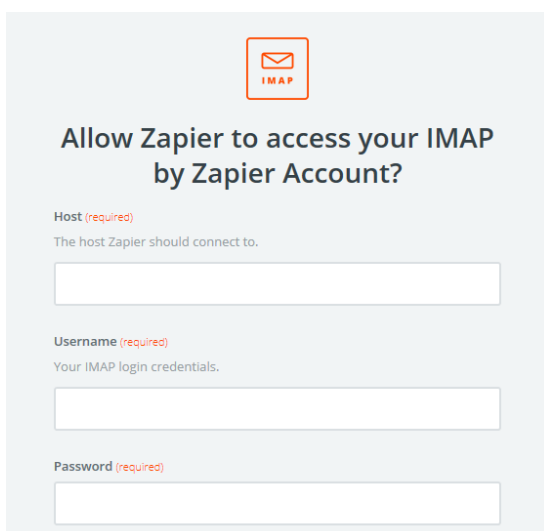 IMAP
Allow Zapier to access your IMAP
by Zapier Account?
Host (required)
The host Zapier should connect to.
Username (required)
Your IMAP login credentials.
Password (required)